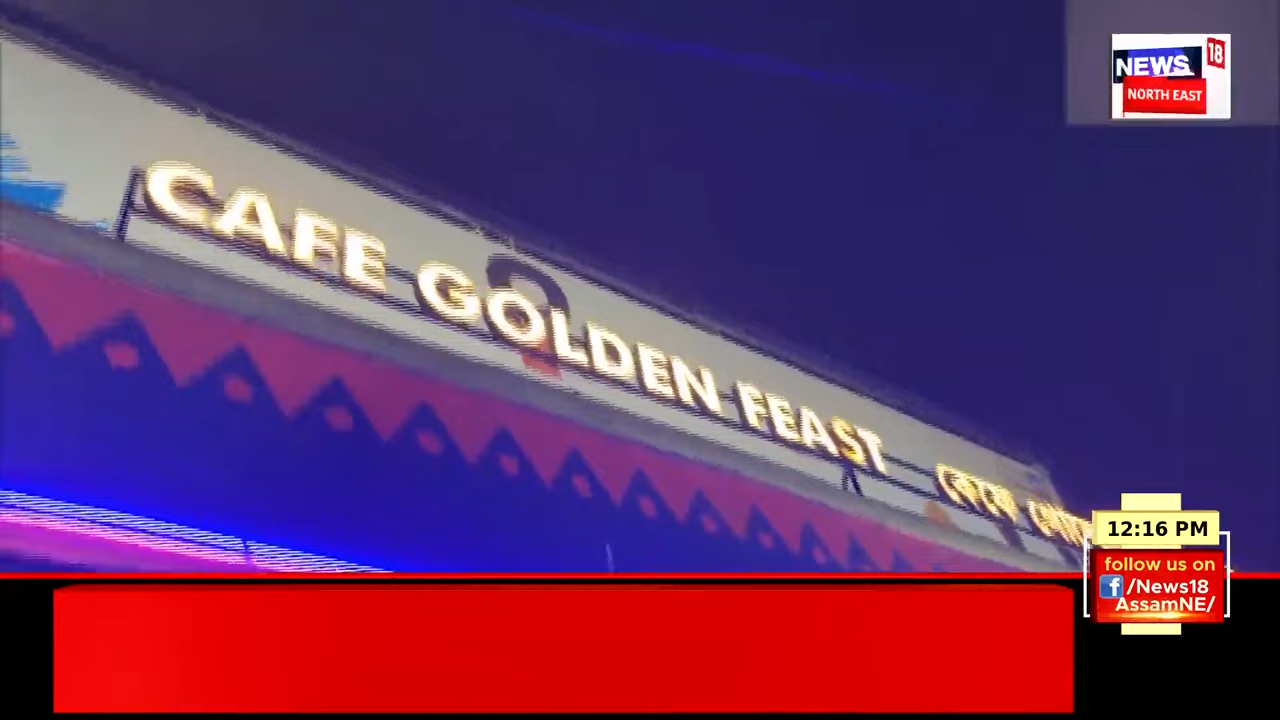 NEWS 18
NORTH EAST
CAFE GOLDEN FEAST
12:16 PM
follow us on
/News18
AssamNE/